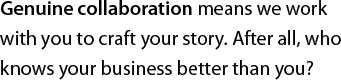 Genuine collaboration means we work
with you to craft your story. After all, who
knows your business better than you?